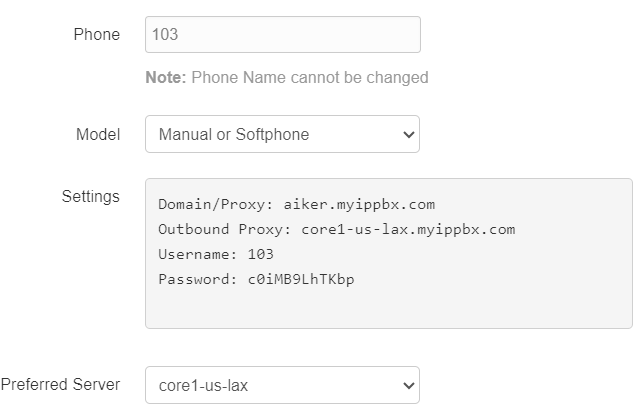 Phone 103
Note: Phone Name cannot be changed
Model Manual or Softphone
Settings
Domain/Proxy: aiker.myippbx.com
Outbound Proxy: core1-us-lax.myippbx.com
Username: 103
Password: c0iMB9LhTKbp
Preferred Server core1-us-lax